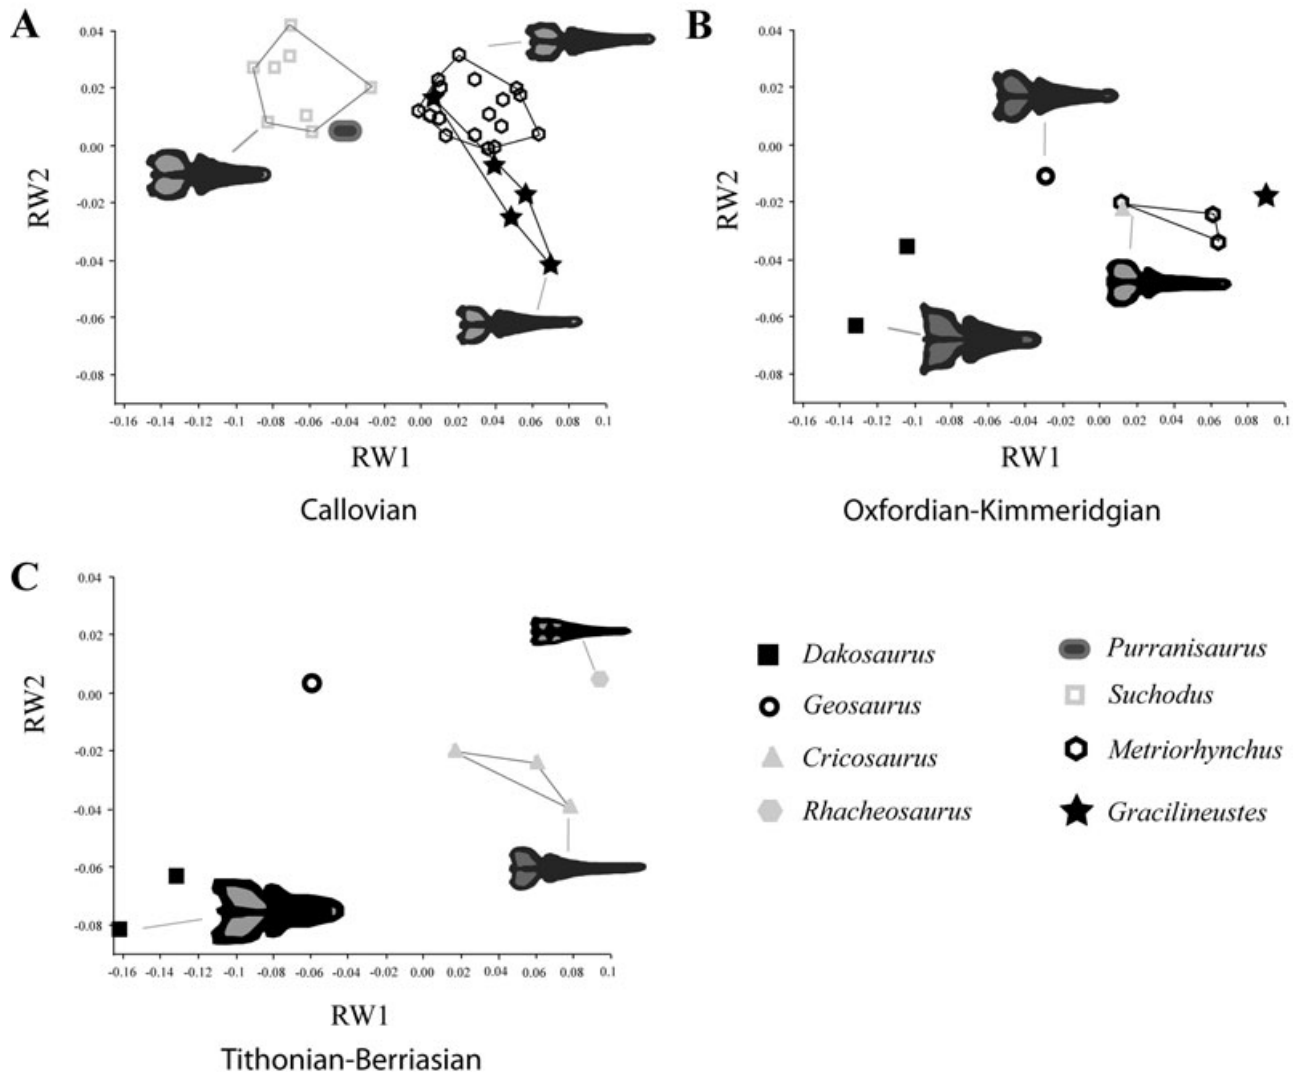 A
0.04
0.02
0.00
-0.02
-0.04
-0.06
-0.08
RW2
-0.16 -0.14 -0.12 -0.1 -0.08 -0.06 -0.04 -0.02 0.00 0.02 0.04 0.06 0.08 0.1
RW1
Callovian
B
0.04
0.02
0.00
-0.02
-0.04
-0.06
-0.08
RW2
-0.16 -0.14 -0.12 -0.1 -0.08 -0.06 -0.04 -0.02 0.00 0.02 0.04 0.06 0.08 0.1
RW1
Oxfordian-Kimmeridgian
C
0.04
0.02
0.00
-0.02
-0.04
-0.06
-0.08
RW2
-0.16 -0.14 -0.12 -0.1 -0.08 -0.06 -0.04 -0.02 0.00 0.02 0.04 0.06 0.08 0.1
RW1
Tithonian-Berriasian
Dakosaurus
Geosaurus
Cricosaurus
Rhacheosaurus
Purranisaurus
Suchodus
Metriorhynchus
Gracilineustes